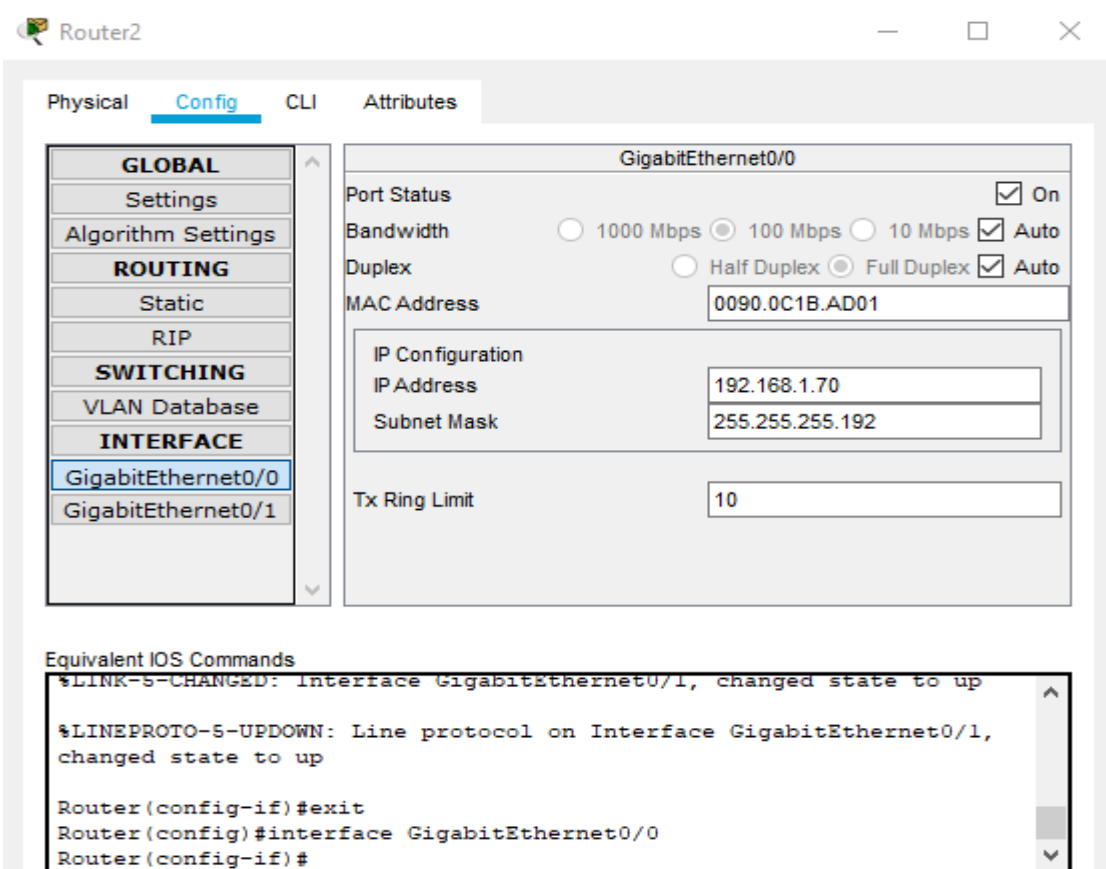 Router2
Physical Config CLI Attributes
GLOBAL
Settings
Algorithm Settings
ROUTING
Static
RIP
SWITCHING
VLAN Database
INTERFACE
GigabitEthernet0/0
GigabitEthernet0/1
GigabitEthernet0/0
Port Status On
Bandwidth 1000 Mbps 100 Mbps 10 Mbps Auto
Duplex Half Duplex Full Duplex Auto
MAC Address 0090.0C1B.AD01
IP Configuration
IP Address 192.168.1.70
Subnet Mask 255.255.255.192
Tx Ring Limit 10
Equivalent IOS Commands
%LINK-5-CHANGED: Interface GigabitEthernet0/1, changed state to up
%LINEPROTO-5-UPDOWN: Line protocol on Interface GigabitEthernet0/1,
changed state to up
Router(config-if)#exit
Router(config)#interface GigabitEthernet0/0
Router(config-if)#